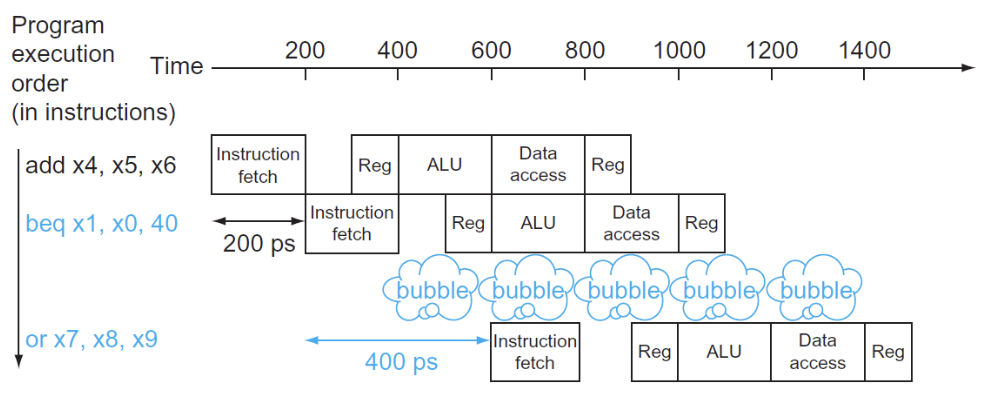 Program
execution
order
(in instructions)
Time
200 400 600 800 1000 1200 1400
add x4, x5, x6
Instruction
fetch
Reg
ALU
Data
access
Reg
beq x1, x0, 40
200 ps
Instruction
fetch
Reg
ALU
Data
access
Reg
bubble bubble bubble bubble bubble
or x7, x8, x9
400 ps
Instruction
fetch
Reg
ALU
Data
access
Reg